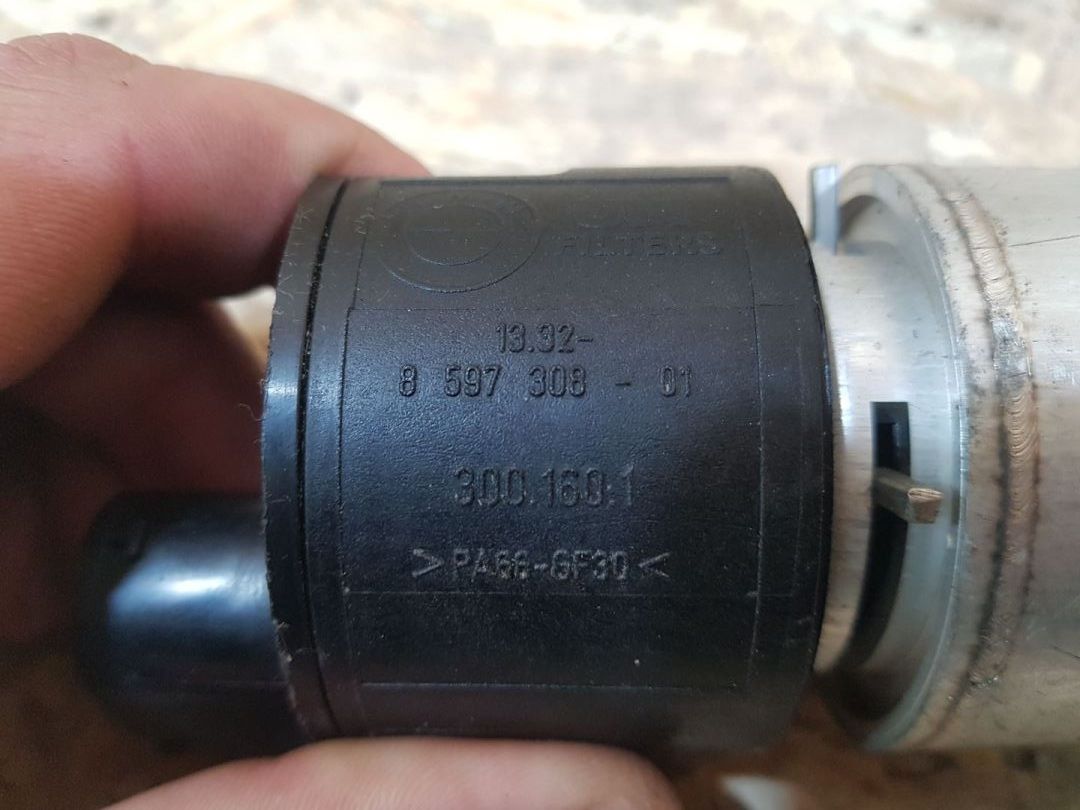 FILTERS
13.32-
8 597 308 - 01
300.160.1
>PA66-GF30<